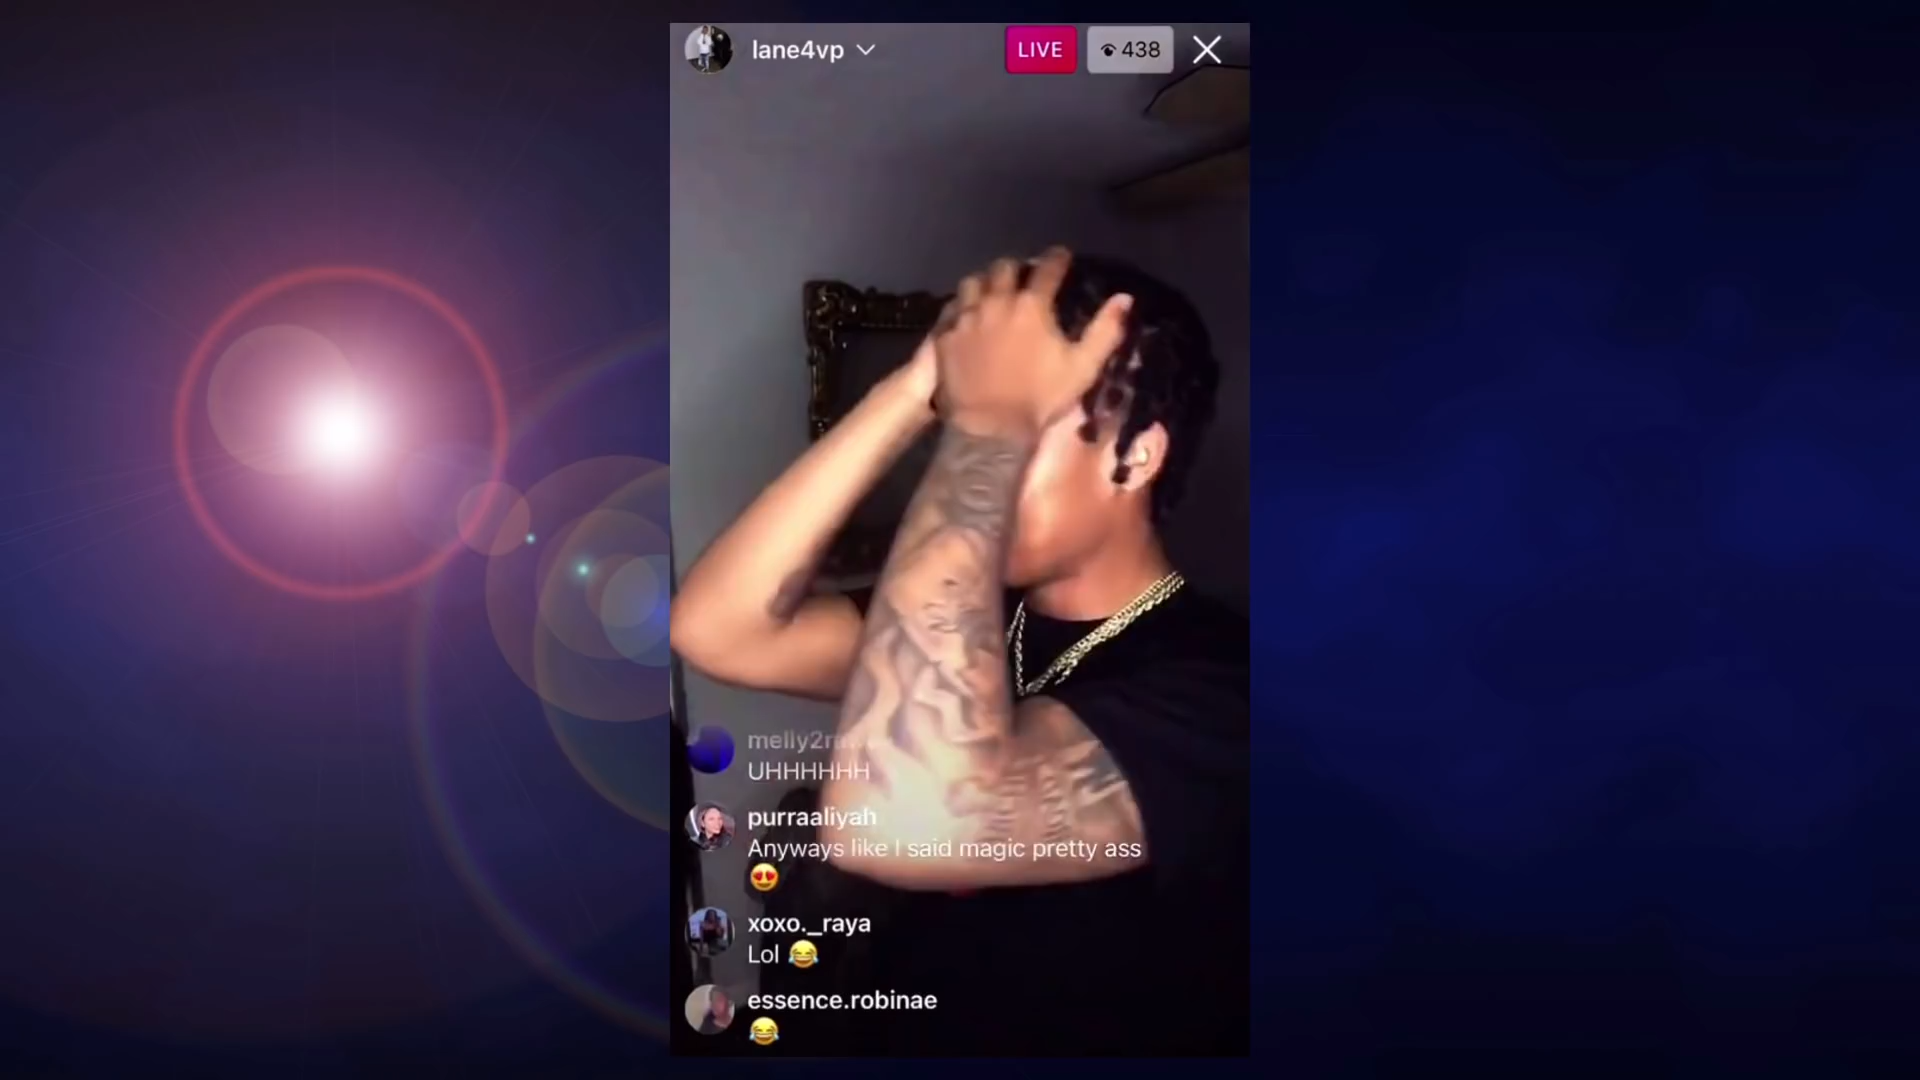 lane4vp
LIVE
438
UHHHHHH
purraaliyah
Anyways like I said magic pretty ass
😍
xoxo._raya
Lol 😂
essence.robinae
😂